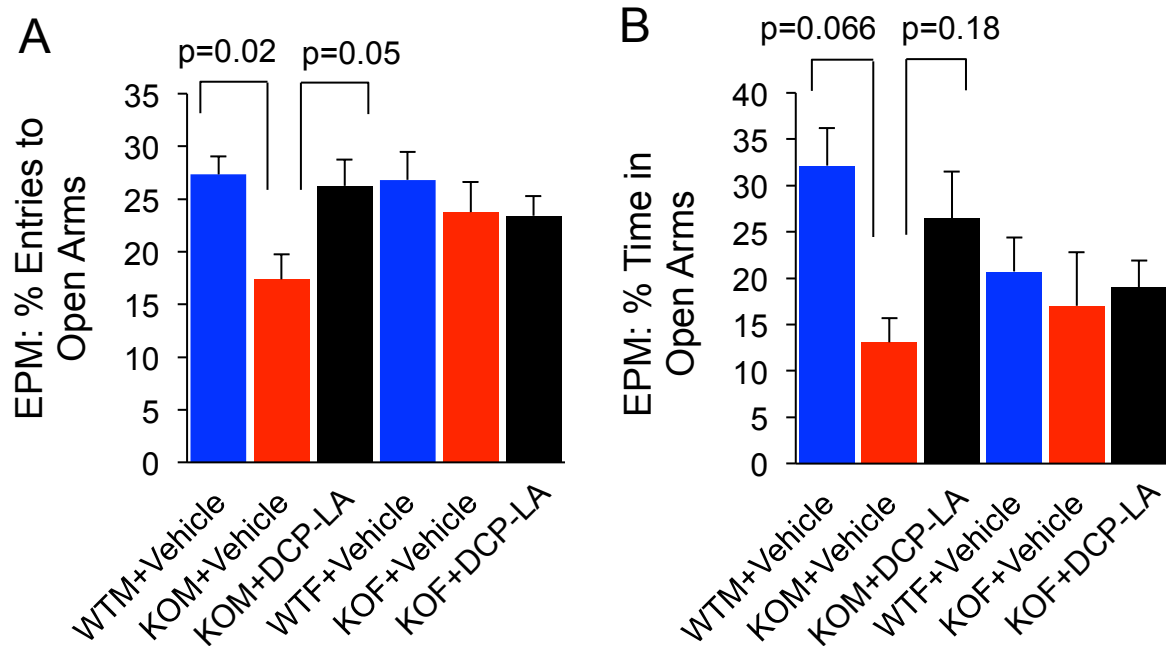 A
p=0.02
p=0.05
EPM: % Entries to
Open Arms
35
30
25
20
15
10
5
0
WTM+Vehicle
KOM+Vehicle
KOM+DCP-LA
WTF+Vehicle
KOF+Vehicle
KOF+DCP-LA
B
p=0.066
p=0.18
EPM: % Time in
Open Arms
40
35
30
25
20
15
10
5
0
WTM+Vehicle
KOM+Vehicle
KOM+DCP-LA
WTF+Vehicle
KOF+Vehicle
KOF+DCP-LA